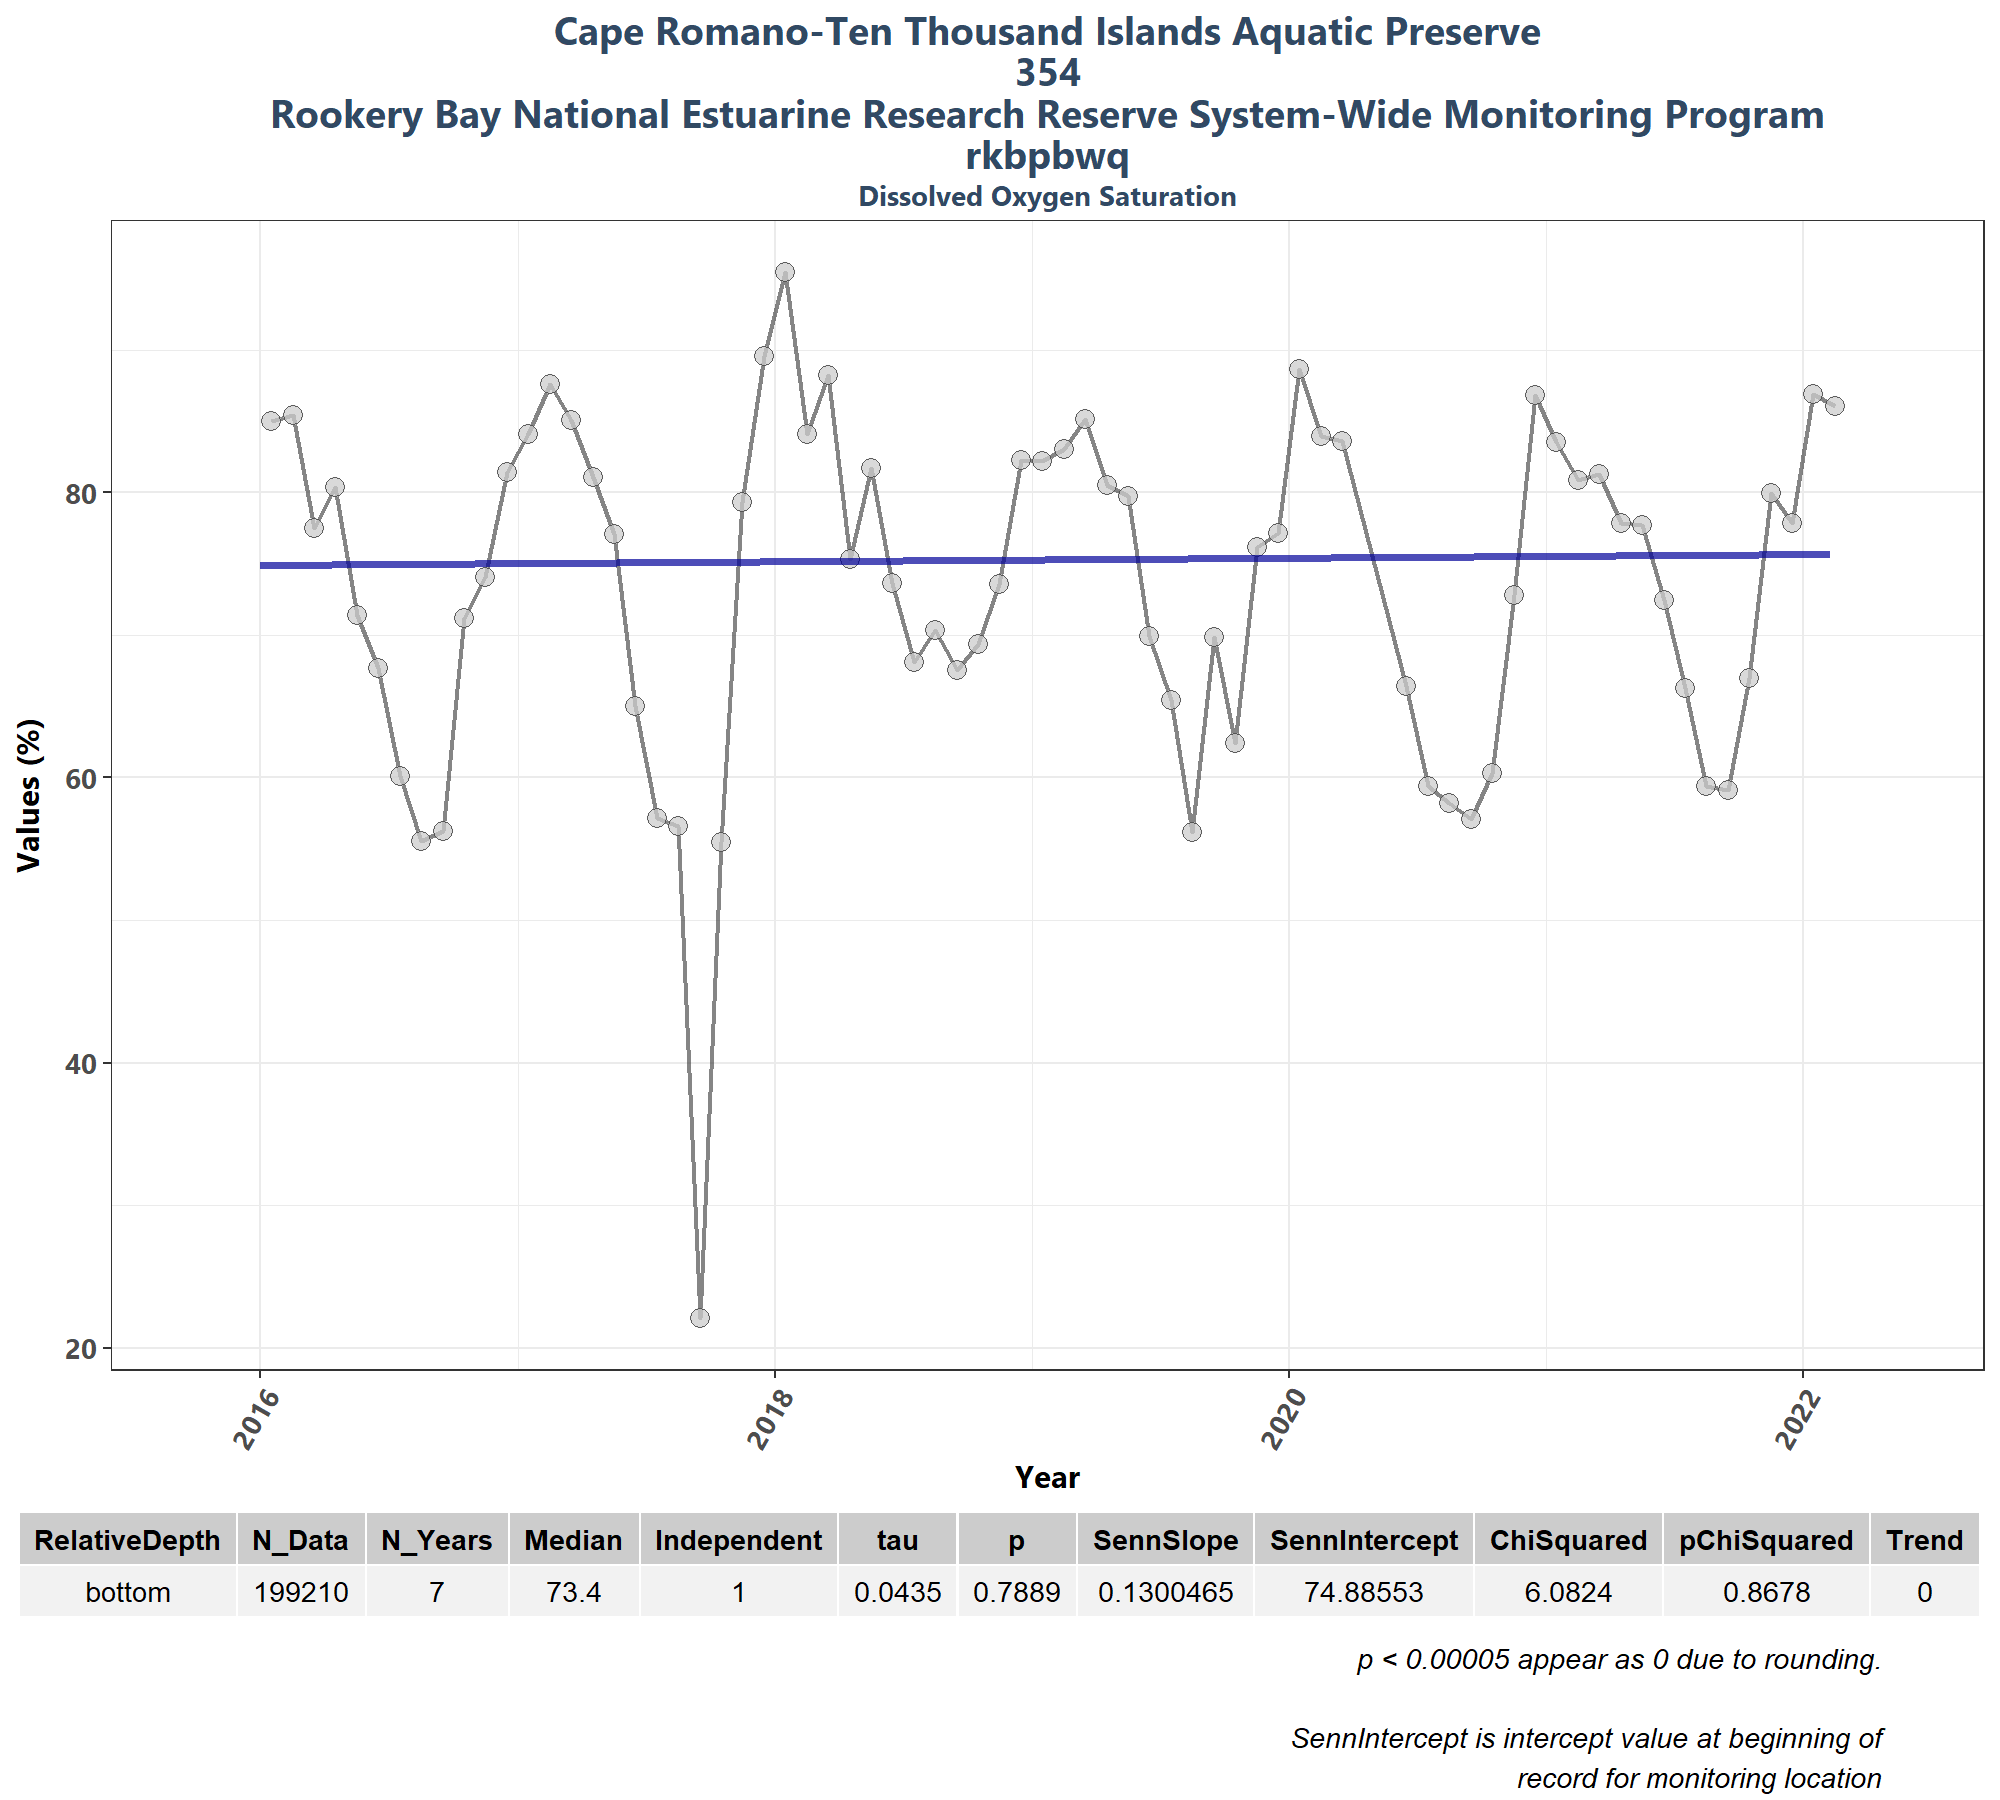 Cape Romano-Ten Thousand Islands Aquatic Preserve
354
Rookery Bay National Estuarine Research Reserve System-Wide Monitoring Program
rkbpbwq
Dissolved Oxygen Saturation
Values (%)
80
60
40
20
2016
2018
2020
2022
Year
RelativeDepth N_Data N_Years Median Independent tau p SennSlope SennIntercept ChiSquared pChiSquared Trend
bottom 199210 7 73.4 1 0.0435 0.7889 0.1300465 74.88553 6.0824 0.8678 0
p < 0.00005 appear as 0 due to rounding.
SennIntercept is intercept value at beginning of
record for monitoring location